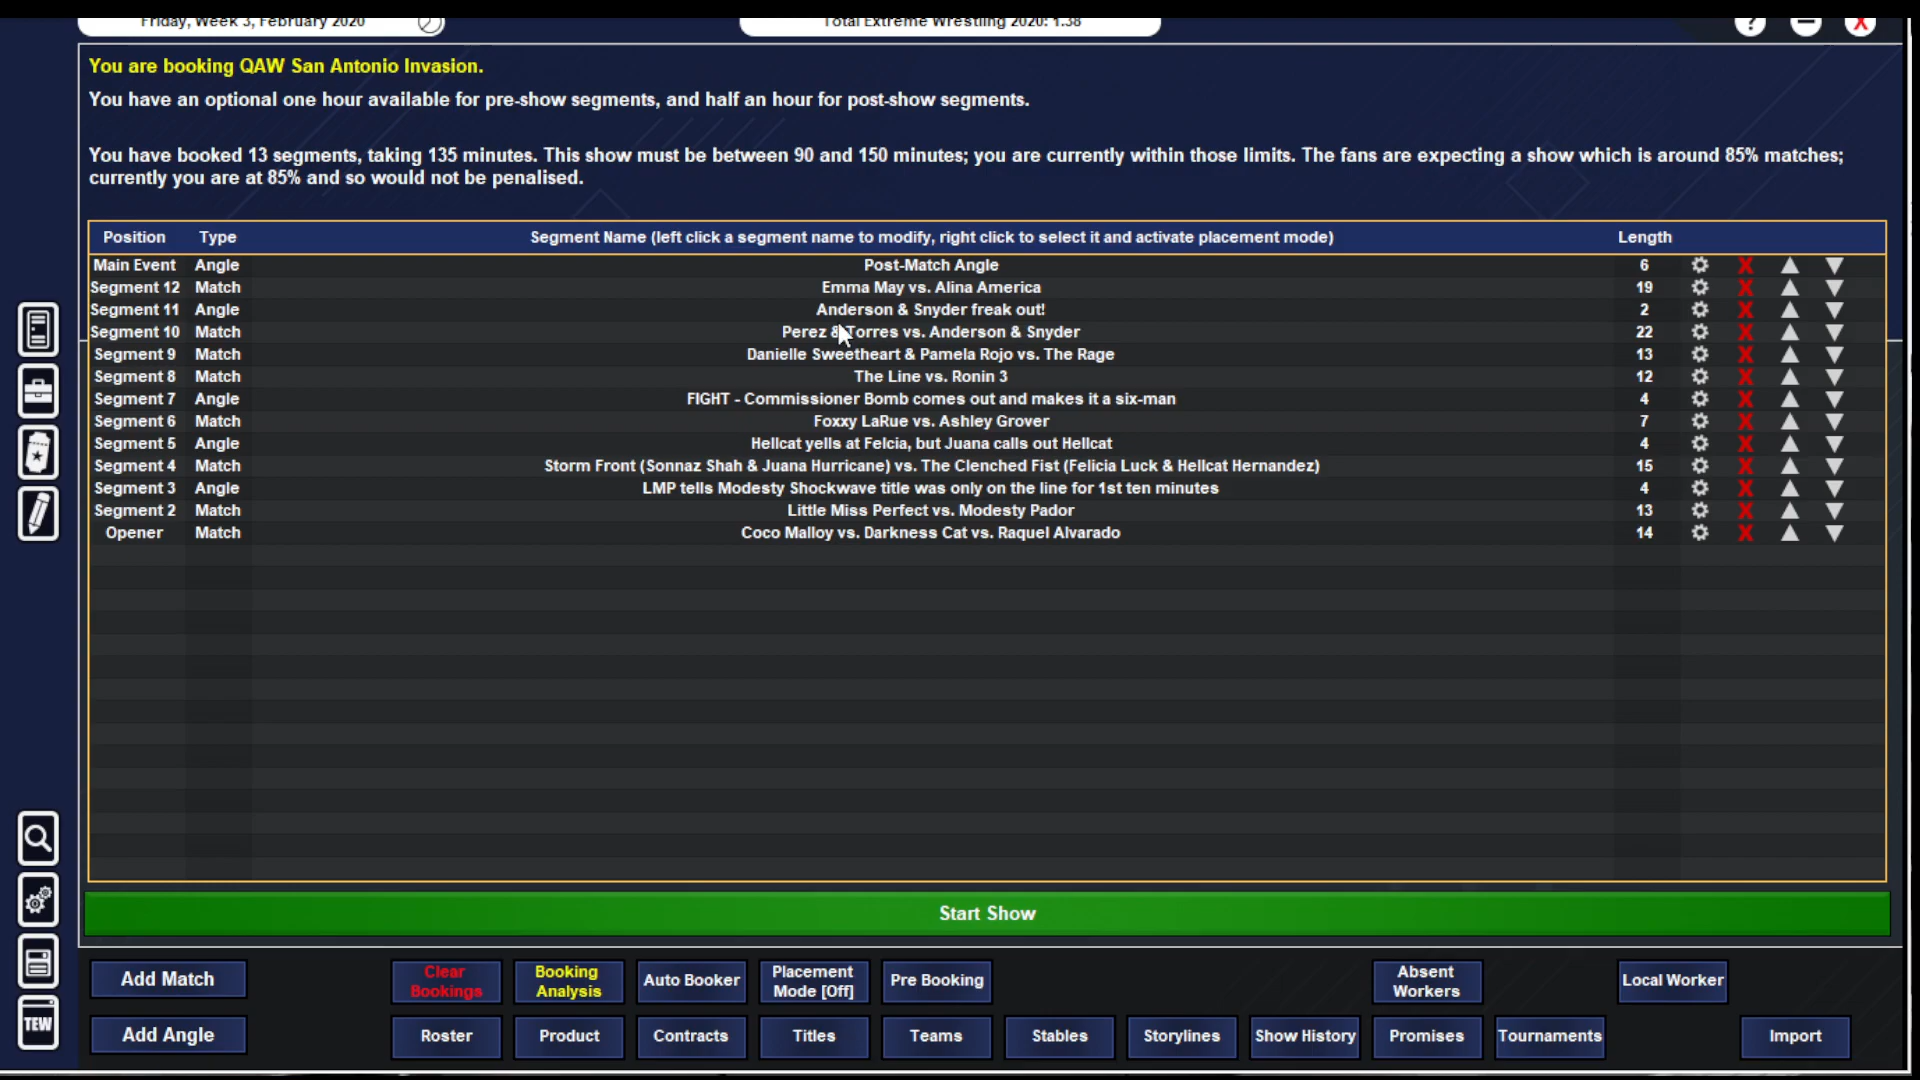 Friday, Week 3, February 2020
Total Extreme Wrestling 2020: 1.38
? – X
You are booking QAW San Antonio Invasion.
You have an optional one hour available for pre-show segments, and half an hour for post-show segments.
You have booked 13 segments, taking 135 minutes. This show must be between 90 and 150 minutes; you are currently within those limits. The fans are expecting a show which is around 85% matches;
currently you are at 85% and so would not be penalised.
Position Type Segment Name (left click a segment name to modify, right click to select it and activate placement mode) Length
Main Event Angle Post-Match Angle 6 X
Segment 12 Match Emma May vs. Alina America 19 X
Segment 11 Angle Anderson & Snyder freak out! 2 X
Segment 10 Match Perez & Torres vs. Anderson & Snyder 22 X
Segment 9 Match Danielle Sweetheart & Pamela Rojo vs. The Rage 13 X
Segment 8 Match The Line vs. Ronin 3 12 X
Segment 7 Angle FIGHT - Commissioner Bomb comes out and makes it a six-man 4 X
Segment 6 Match Foxxy LaRue vs. Ashley Grover 7 X
Segment 5 Angle Hellcat yells at Felcia, but Juana calls out Hellcat 4 X
Segment 4 Match Storm Front (Sonnaz Shah & Juana Hurricane) vs. The Clenched Fist (Felicia Luck & Hellcat Hernandez) 15 X
Segment 3 Angle LMP tells Modesty Shockwave title was only on the line for 1st ten minutes 4 X
Segment 2 Match Little Miss Perfect vs. Modesty Pador 13 X
Opener Match Coco Malloy vs. Darkness Cat vs. Raquel Alvarado 14 X
Start Show
Add Match
Clear
Bookings
Booking
Analysis
Auto Booker
Placement
Mode [Off]
Pre Booking
Absent
Workers
Local Worker
TEW
Add Angle
Roster
Product
Contracts
Titles
Teams
Stables
Storylines
Show History
Promises
Tournaments
Import